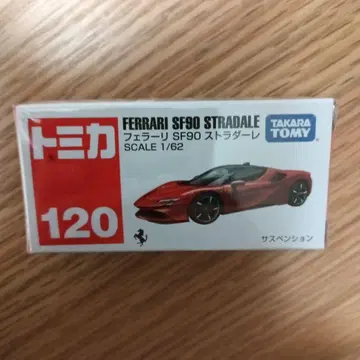 トミカ
120
FERRARI SF90 STRADALE
フェラーリ SF90 ストラダーレ
SCALE 1/62
TAKARA
TOMY
サスペンション